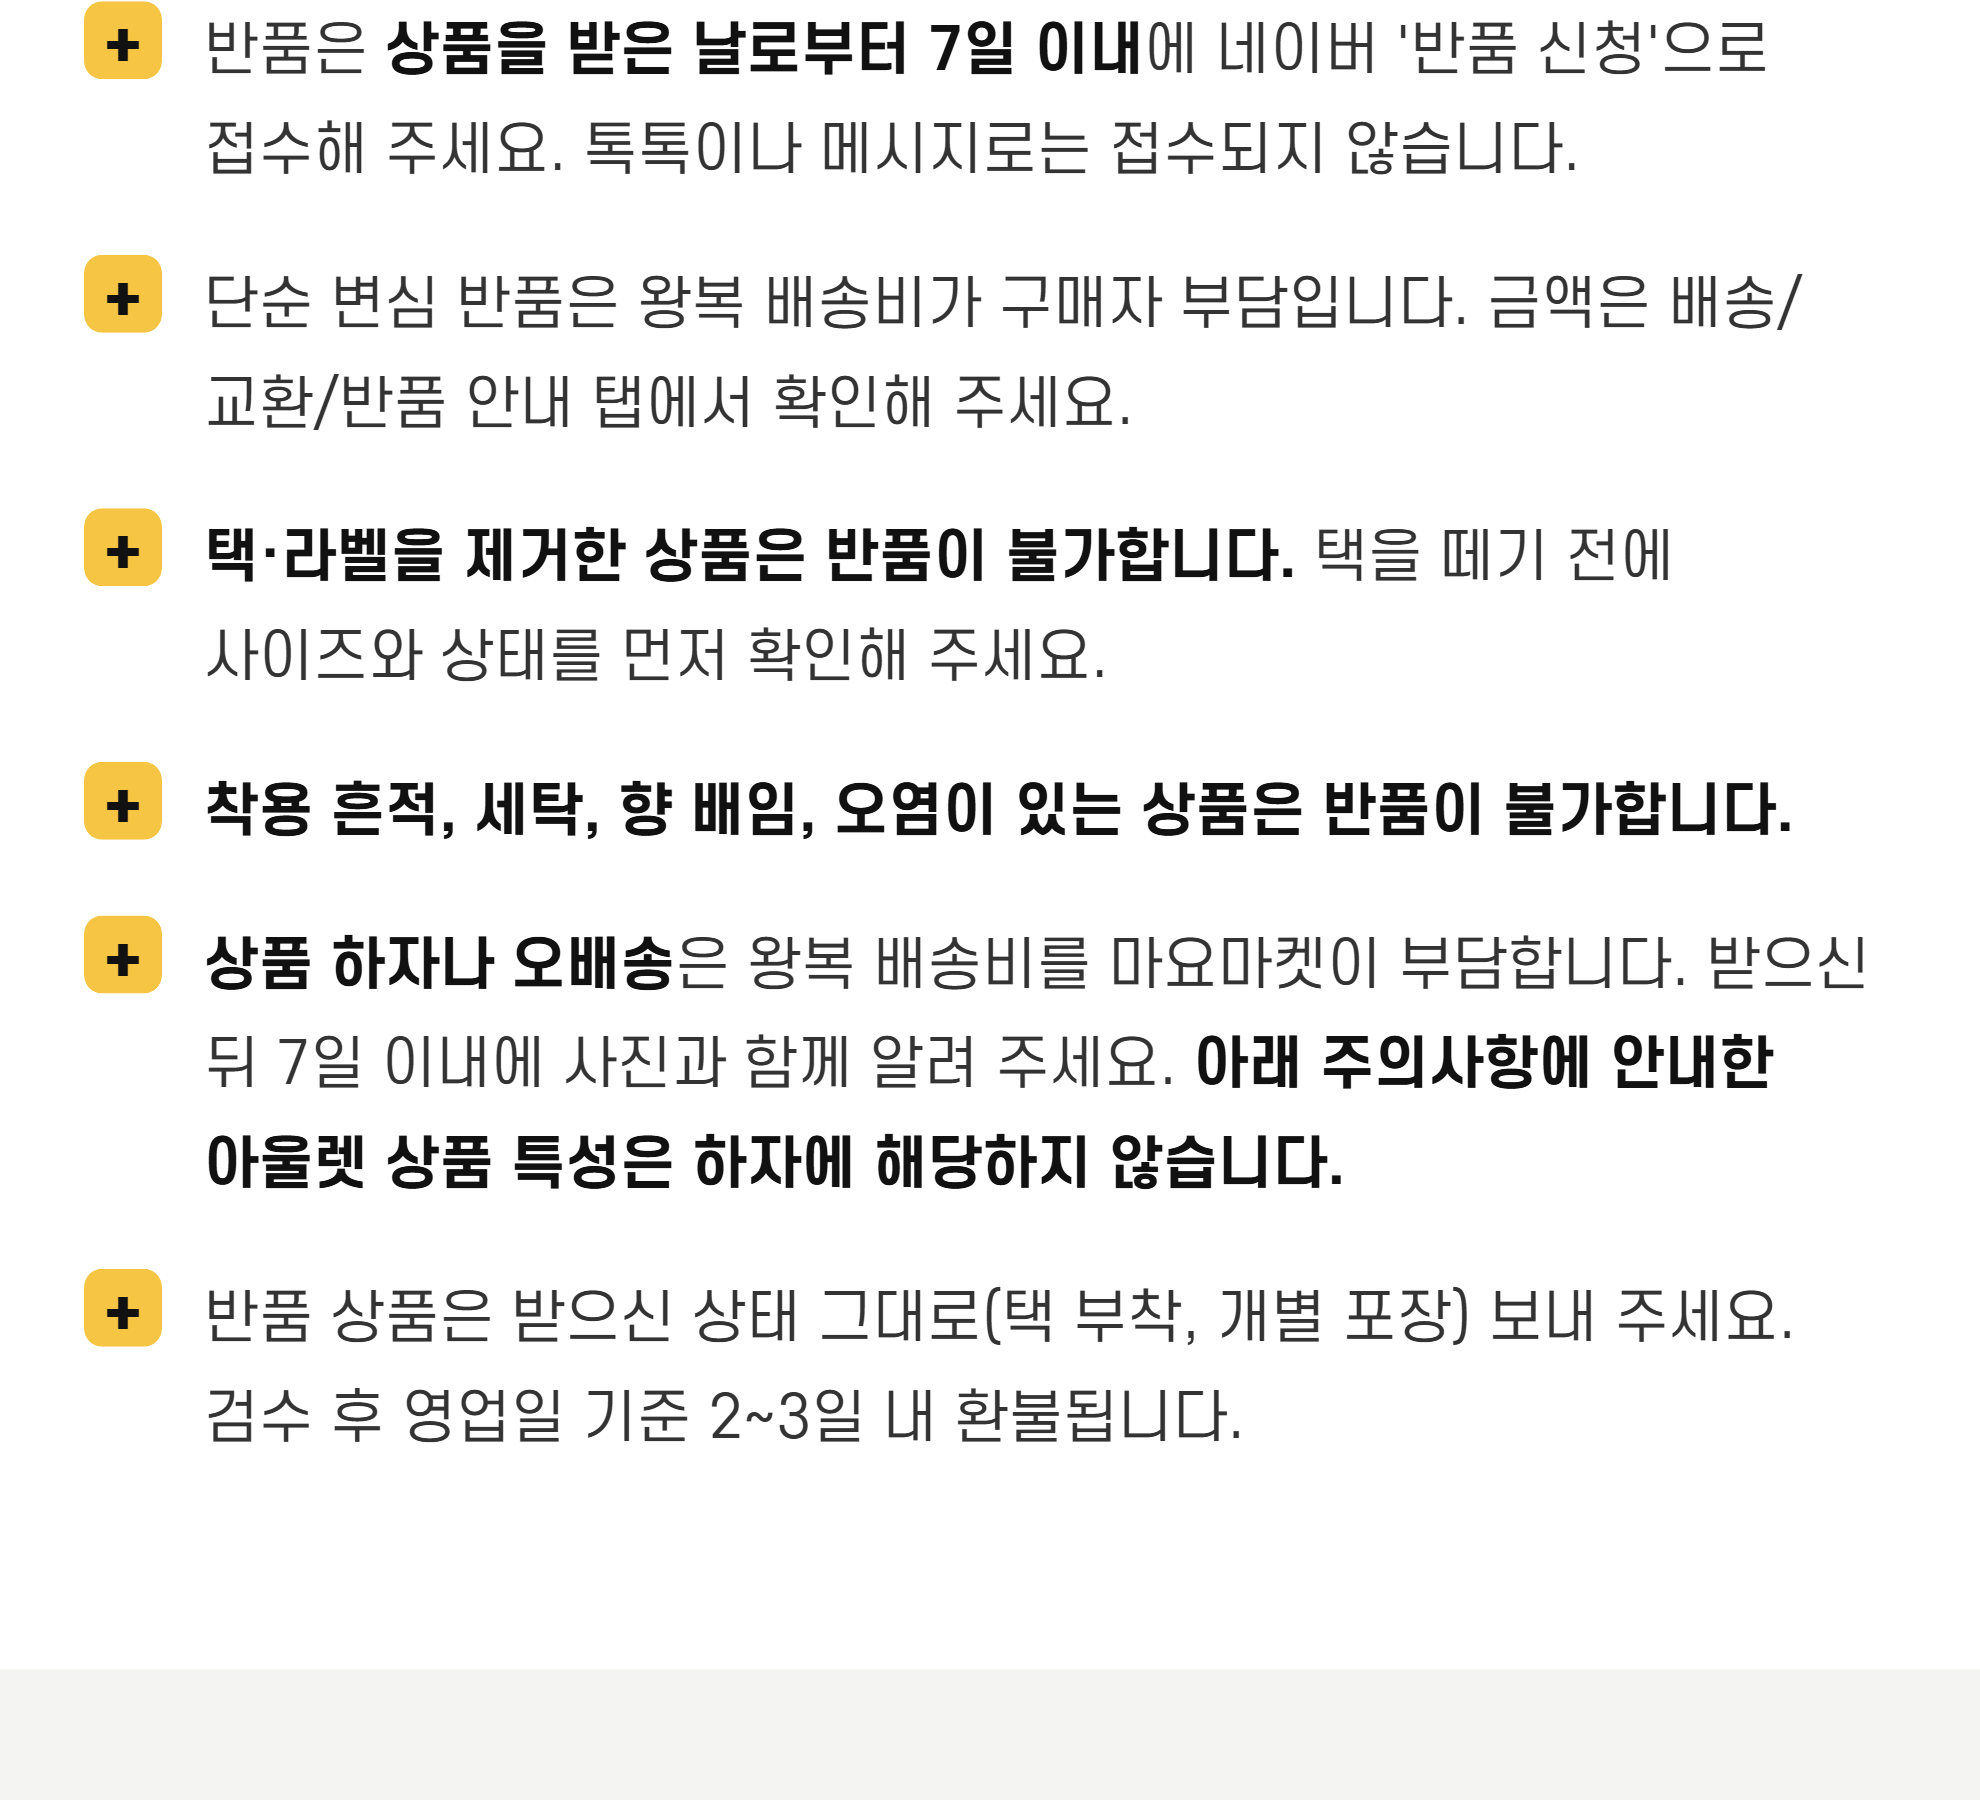 반품은 상품을 받은 날로부터 7일 이내에 네이버 '반품 신청'으로
접수해 주세요. 톡톡이나 메시지로는 접수되지 않습니다.
단순 변심 반품은 왕복 배송비가 구매자 부담입니다. 금액은 배송/
교환/반품 안내 탭에서 확인해 주세요.
택·라벨을 제거한 상품은 반품이 불가합니다. 택을 떼기 전에
사이즈와 상태를 먼저 확인해 주세요.
착용 흔적, 세탁, 향 배임, 오염이 있는 상품은 반품이 불가합니다.
상품 하자나 오배송은 왕복 배송비를 마요마켓이 부담합니다. 받으신
뒤 7일 이내에 사진과 함께 알려 주세요. 아래 주의사항에 안내한
아울렛 상품 특성은 하자에 해당하지 않습니다.
반품 상품은 받으신 상태 그대로(택 부착, 개별 포장) 보내 주세요.
검수 후 영업일 기준 2~3일 내 환불됩니다.